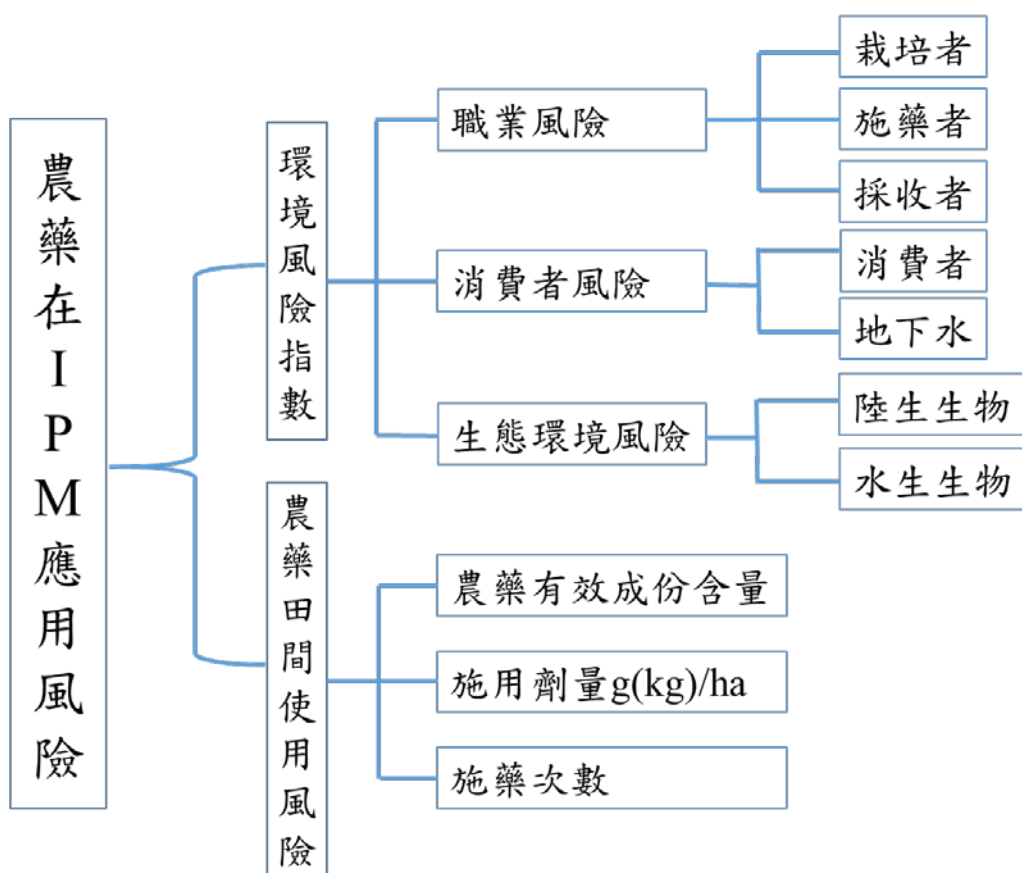 農藥在IPM應用風險
環境風險指數
職業風險
栽培者
施藥者
採收者
消費者風險
消費者
地下水
生態環境風險
陸生生物
水生生物
農藥田間使用風險
農藥有效成份含量
施用劑量g(kg)/ha
施藥次數